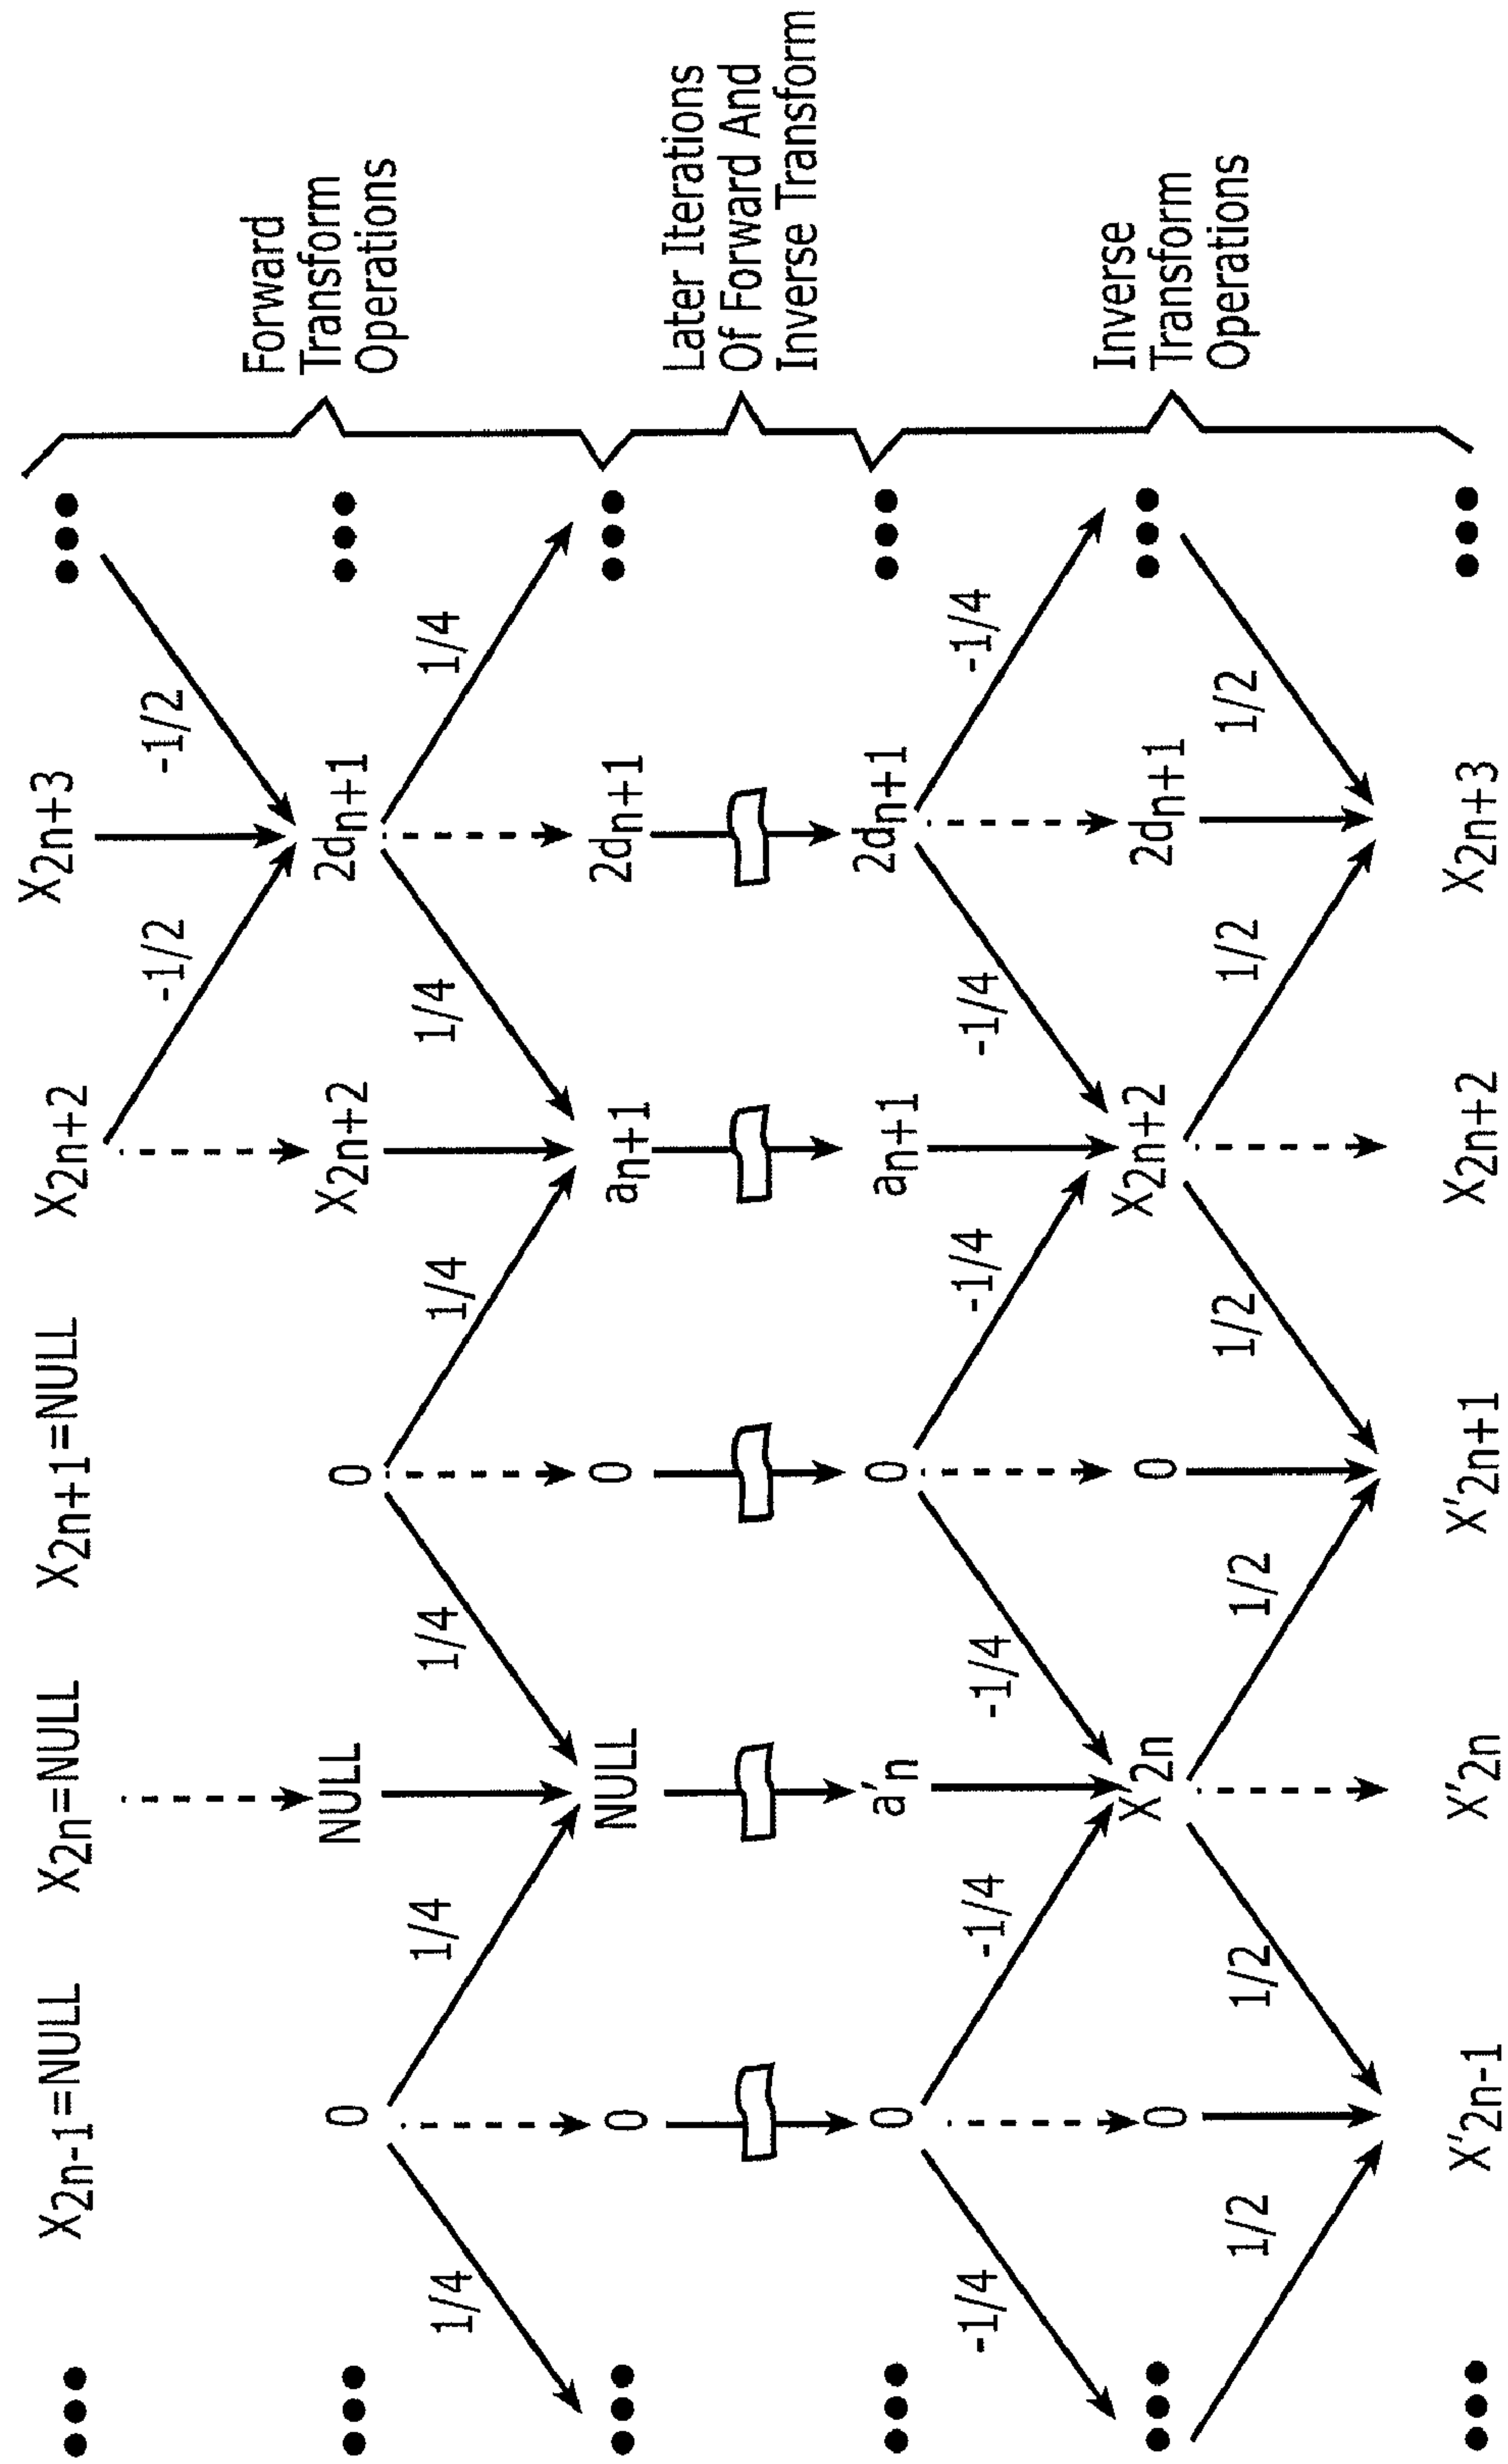 X2n-1=NULL X2n=NULL X2n+1=NULL X2n+2 X2n+3
-1/2 -1/2
Forward
Transform
Operations
0 NULL 0 X2n+2 2dn+1
1/4 1/4 1/4 1/4 1/4 1/4
0 NULL 0 an+1 2dn+1
Later Iterations
Of Forward And
Inverse Transform
0 a'n 0 an+1 2dn+1
-1/4 -1/4 -1/4 -1/4 -1/4 -1/4
Inverse
Transform
Operations
0 X'2n 0 X2n+2 2dn+1
1/2 1/2 1/2 1/2 1/2 1/2
X'2n-1 X'2n X'2n+1 X2n+2 X2n+3